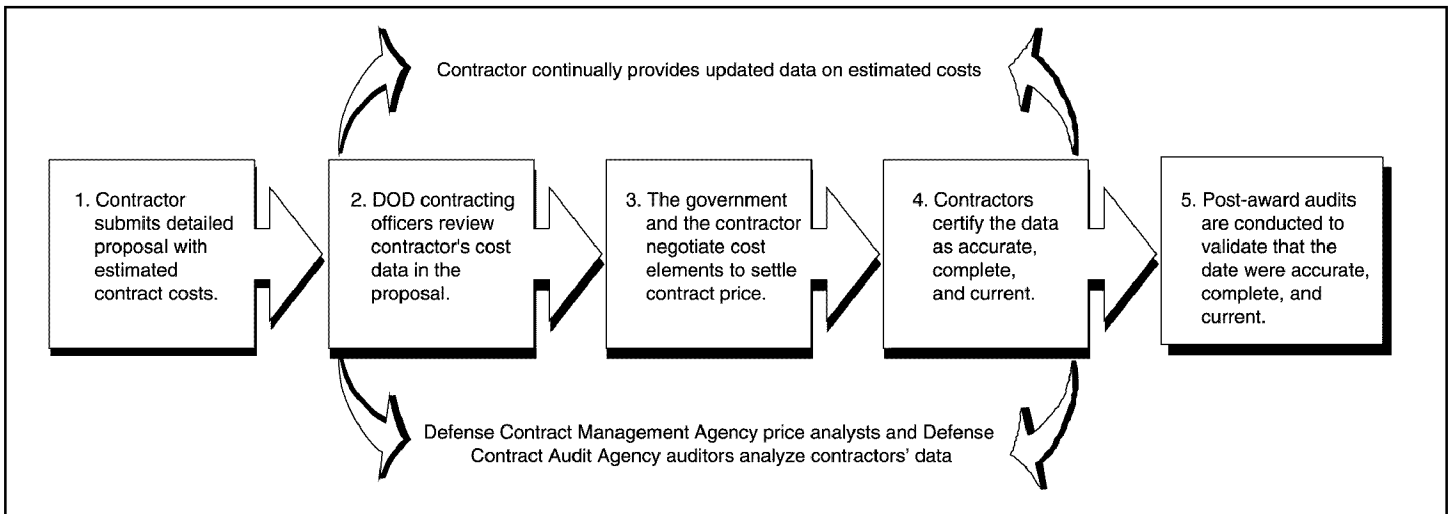 Contractor continually provides updated data on estimated costs
1. Contractor
submits detailed
proposal with
estimated
contract costs.
2. DOD contracting
officers review
contractor's cost
data in the
proposal.
3. The government
and the contractor
negotiate cost
elements to settle
contract price.
4. Contractors
certify the data
as accurate,
complete,
and current.
5. Post-award audits
are conducted to
validate that the
date were accurate,
complete, and
current.
Defense Contract Management Agency price analysts and Defense
Contract Audit Agency auditors analyze contractors’ data